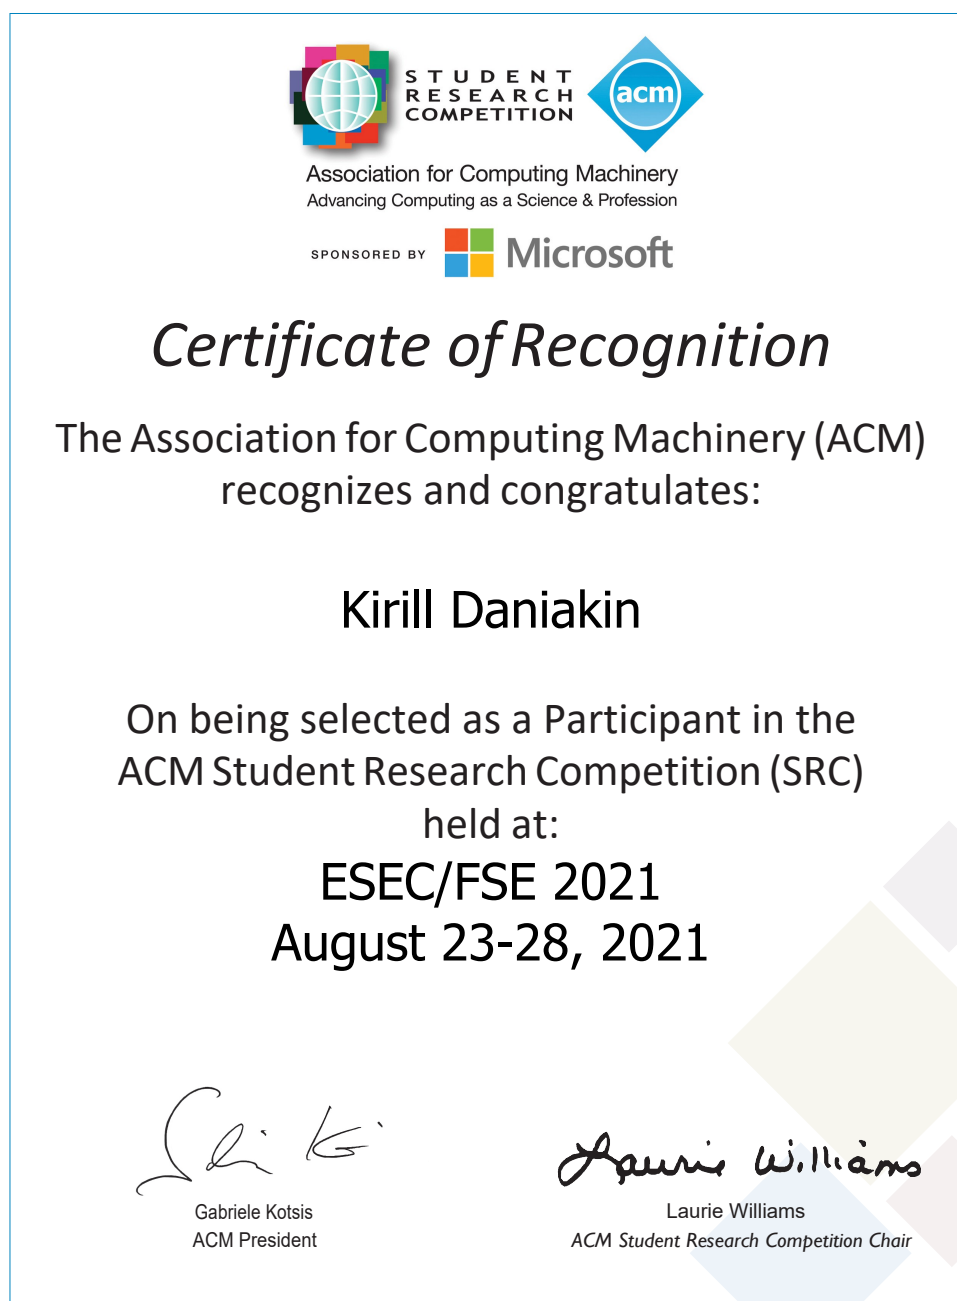 STUDENT
RESEARCH
COMPETITION
acm
Association for Computing Machinery
Advancing Computing as a Science & Profession
SPONSORED BY Microsoft
Certificate of Recognition
The Association for Computing Machinery (ACM)
recognizes and congratulates:
Kirill Daniakin
On being selected as a Participant in the
ACM Student Research Competition (SRC)
held at:
ESEC/FSE 2021
August 23-28, 2021
Laurie Williams
Gabriele Kotsis
ACM President
Laurie Williams
ACM Student Research Competition Chair